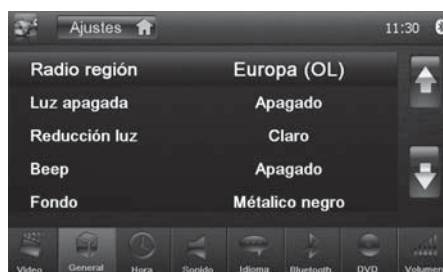 Ajustes 11:30
Radio región Europa (OL)
Luz apagada Apagado
Reducción luz Claro
Beep Apagado
Fondo Métalico negro
Video General Hora Sonido Idioma Bluetooth DVD Volumen